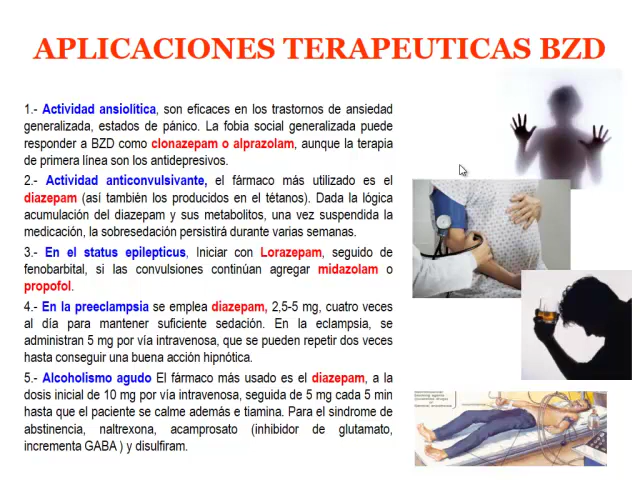 APLICACIONES TERAPEUTICAS BZD
1.- Actividad ansiolítica, son eficaces en los trastornos de ansiedad
generalizada, estados de pánico. La fobia social generalizada puede
responder a BZD como clonazepam o alprazolam, aunque la terapia
de primera línea son los antidepresivos.
2.- Actividad anticonvulsivante, el fármaco más utilizado es el
diazepam (así también los producidos en el tétanos). Dada la lógica
acumulación del diazepam y sus metabolitos, una vez suspendida la
medicación, la sobresedación persistirá durante varias semanas.
3.- En el status epilepticus, Iniciar con Lorazepam, seguido de
fenobarbital, si las convulsiones continúan agregar midazolam o
propofol.
4.- En la preeclampsia se emplea diazepam, 2,5-5 mg, cuatro veces
al día para mantener suficiente sedación. En la eclampsia, se
administran 5 mg por vía intravenosa, que se pueden repetir dos veces
hasta conseguir una buena acción hipnótica.
5.- Alcoholismo agudo El fármaco más usado es el diazepam, a la
dosis inicial de 10 mg por vía intravenosa, seguida de 5 mg cada 5 min
hasta que el paciente se calme además e tiamina. Para el sindrome de
abstinencia, naltrexona, acamprosato (inhibidor de glutamato,
incrementa GABA ) y disulfiram.